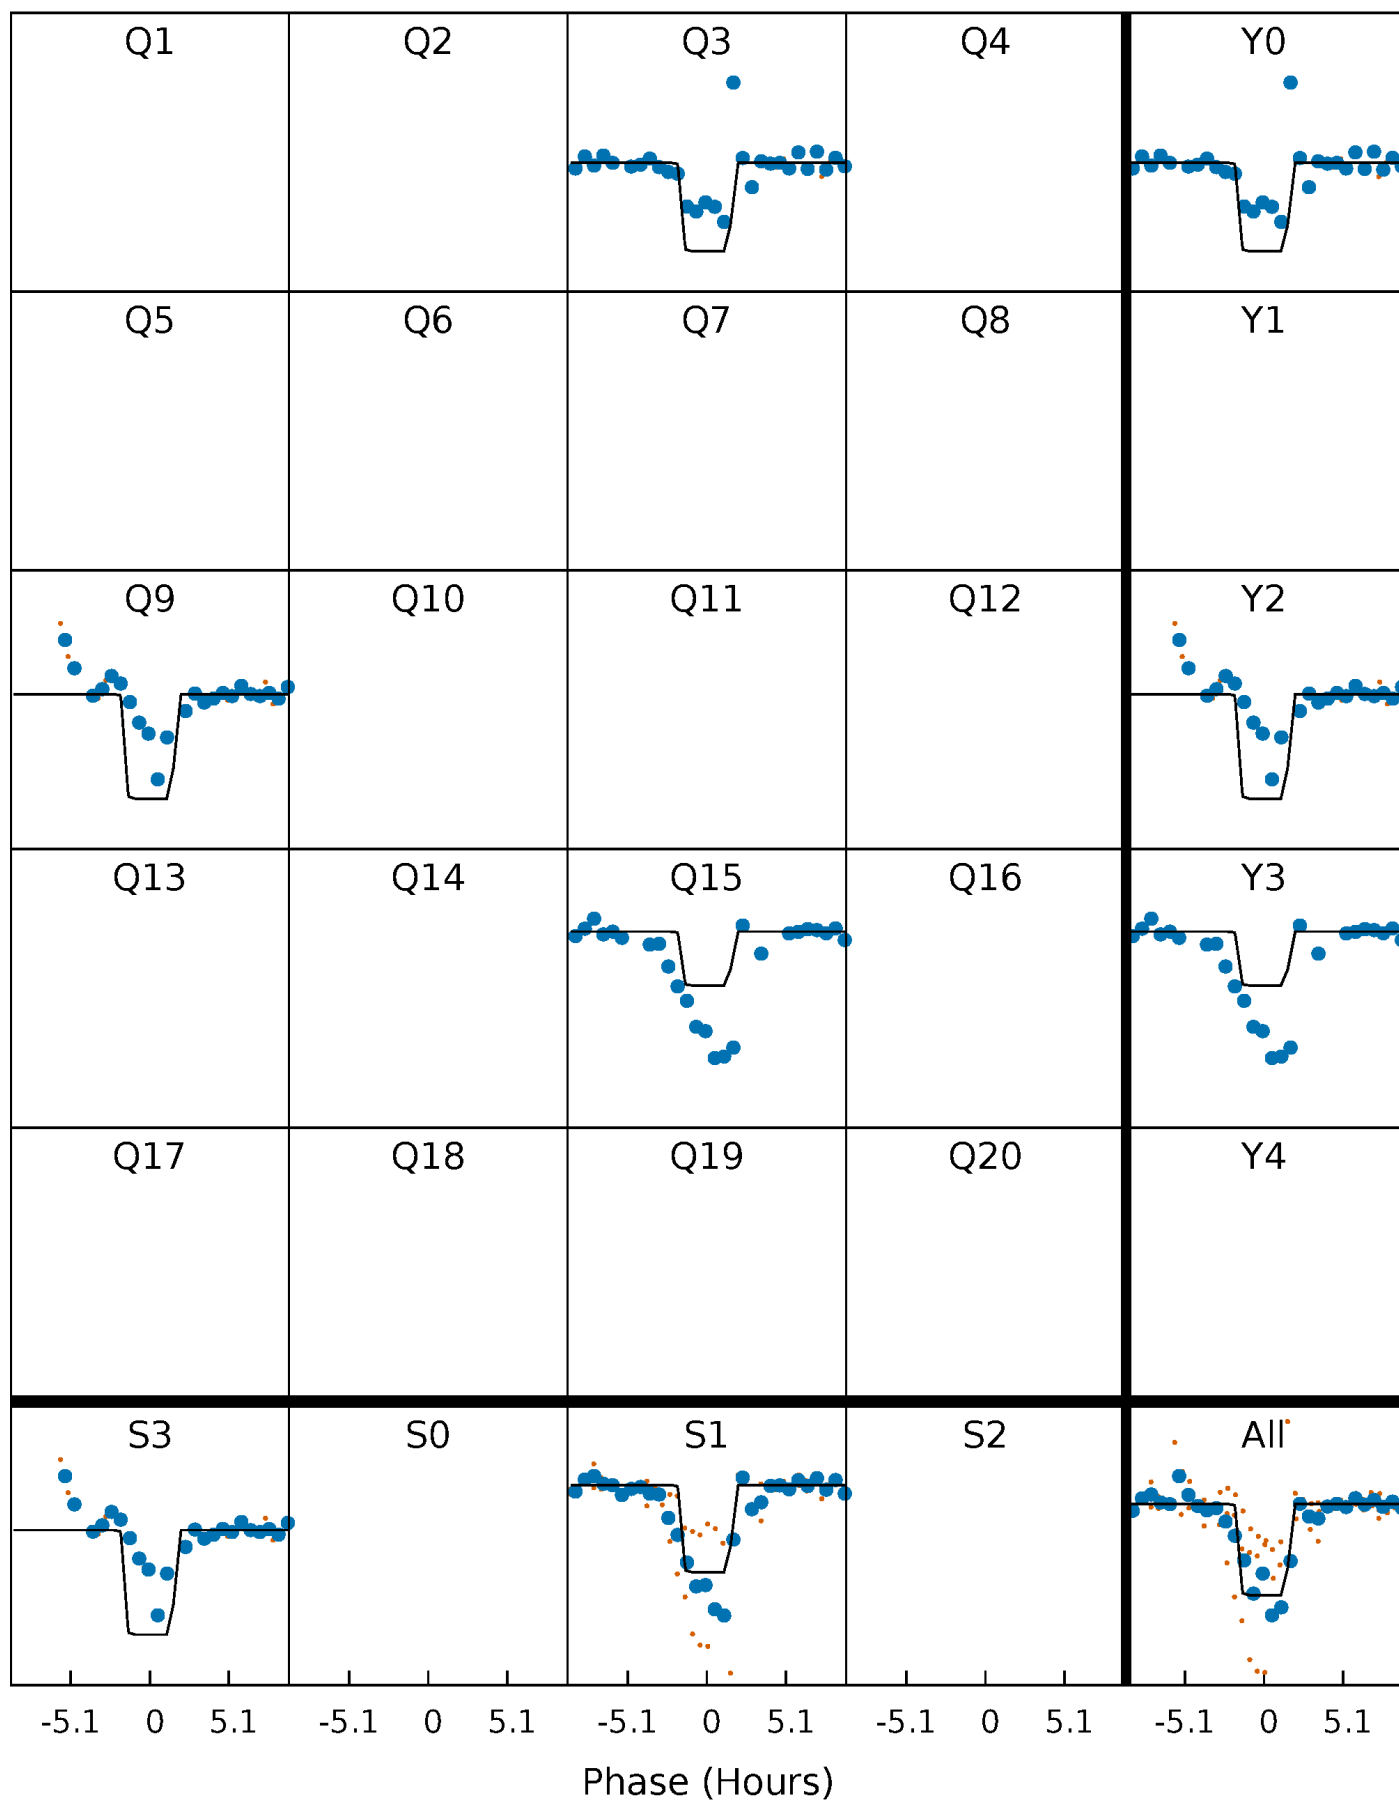 Q1 Q2 Q3 Q4 Y0
Q5 Q6 Q7 Q8 Y1
Q9 Q10 Q11 Q12 Y2
Q13 Q14 Q15 Q16 Y3
Q17 Q18 Q19 Q20 Y4
S3 S0 S1 S2 All
-5.1 0 5.1 -5.1 0 5.1 -5.1 0 5.1 -5.1 0 5.1 -5.1 0 5.1
Phase (Hours)